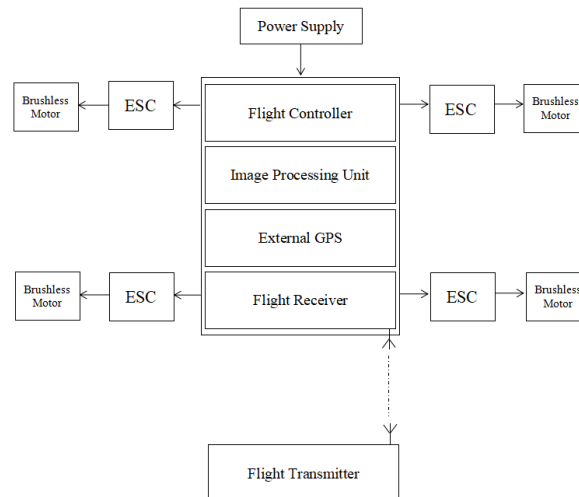 Power Supply
Brushless
Motor
ESC
Flight Controller
ESC
Brushless
Motor
Image Processing Unit
External GPS
Brushless
Motor
ESC
Flight Receiver
ESC
Brushless
Motor
Flight Transmitter